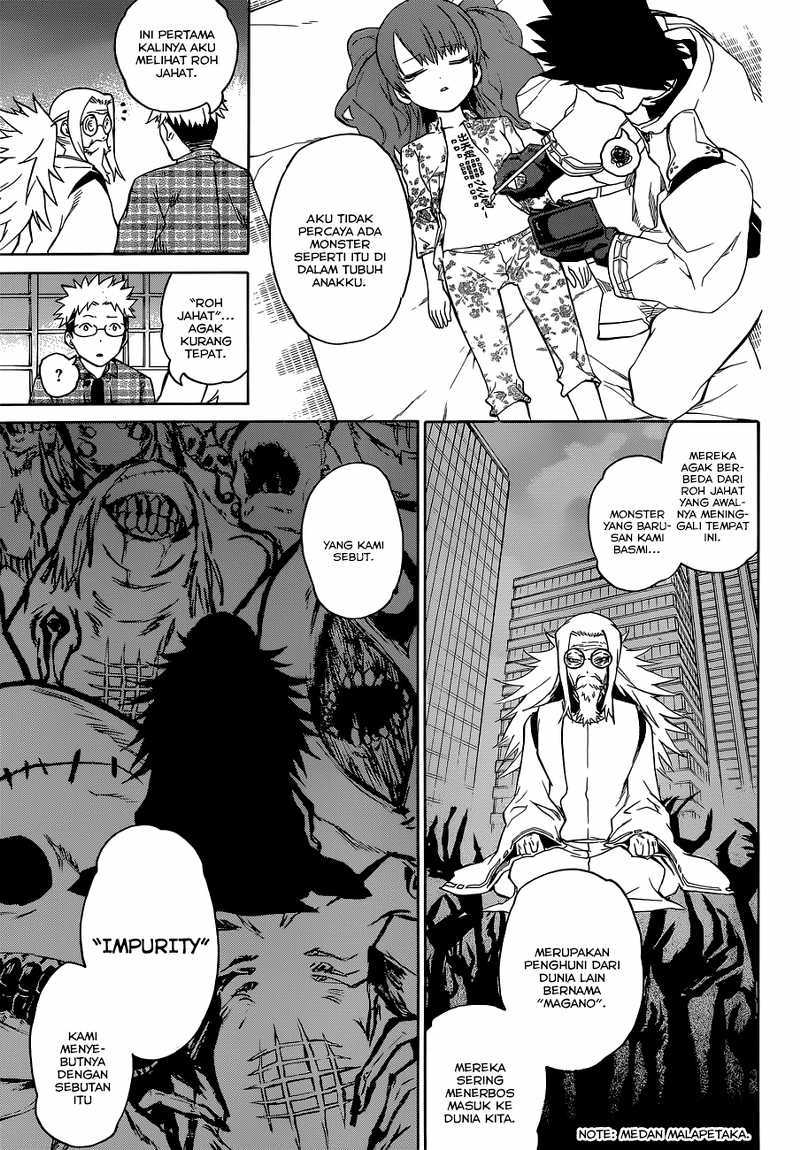 AKU TIDAK
PERCAYA ADA
MONSTER
SEPERTI ITU DI
DALAM TUBUH
ANAKKU.
INI PERTAMA
KALINYA AKU
MELIHAT ROH
JAHAT.
"ROH
JAHAT"...
AGAK
KURANG
TEPAT.
?
MEREKA
AGAK BER-
BEDA DARI
ROH JAHAT
YANG AWAL-
NYA MENING-
GALI TEMPAT
INI.
MONSTER
YANG BARU-
SAN KAMI
BASMI...
MERUPAKAN
PENGHUNI DARI
DUNIA LAIN
BERNAMA
"MAGANO".
MEREKA
SERING
MENERBOS
MASUK KE
DUNIA KITA.
NOTE: MEDAN MALAPETAKA.
YANG KAMI
SEBUT.
"IMPURITY"
KAMI
MENYE-
BUTNYA
DENGAN
SEBUTAN
ITU